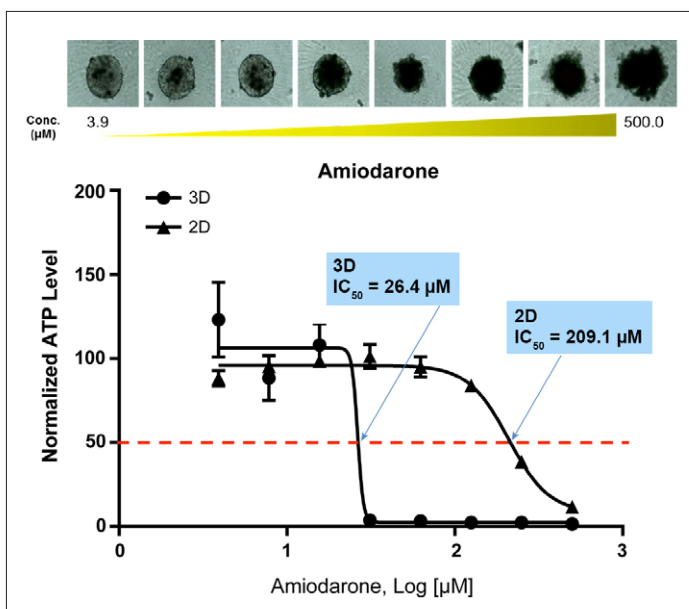 Conc.
(µM)
3.9
500.0
Amiodarone
200
150
100
50
0
Normalized ATP Level
3D
2D
3D
IC₅₀ = 26.4 µM
2D
IC₅₀ = 209.1 µM
0
1
2
3
Amiodarone, Log [µM]